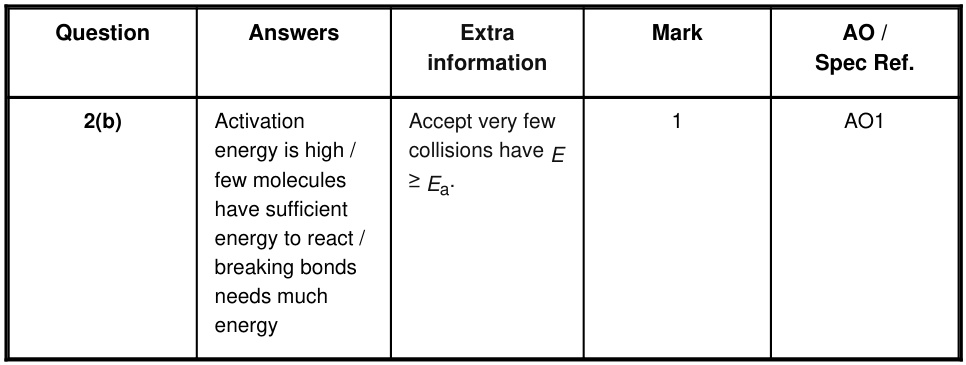 Question Answers Extra information Mark AO / Spec Ref.
2(b)
Activation
energy is high /
few molecules
have sufficient
energy to react /
breaking bonds
needs much
energy
Accept very few
collisions have E
≥ Ea.
1
AO1